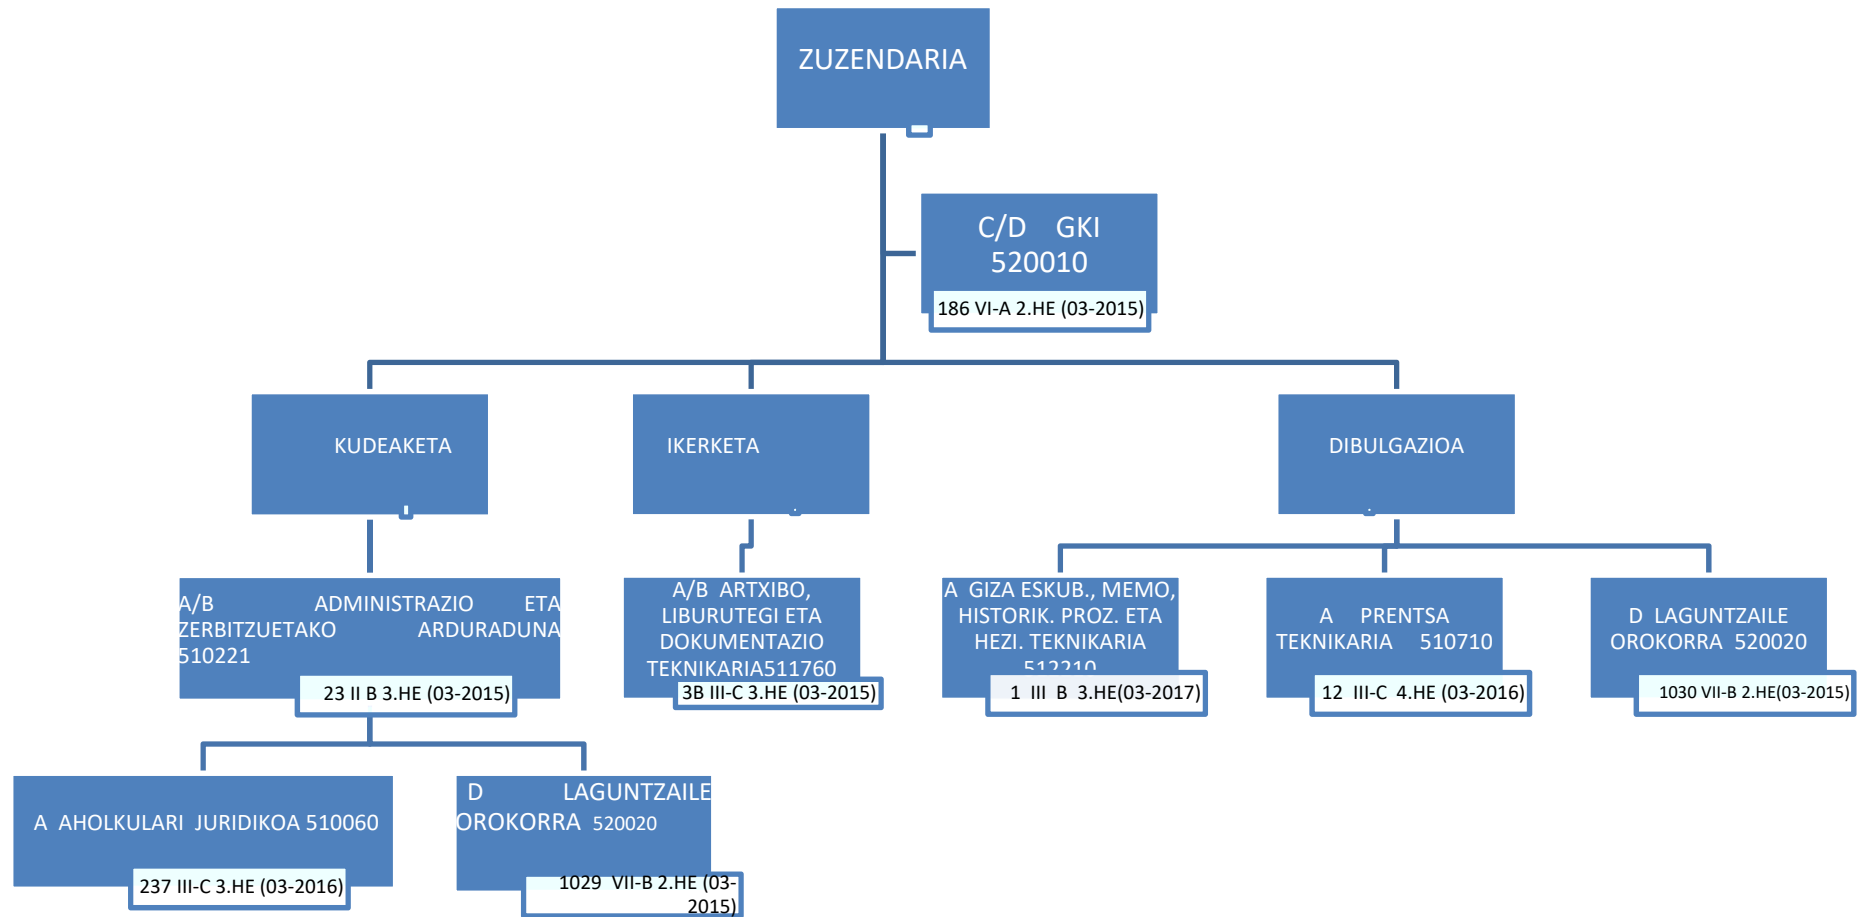 ZUZENDARIA
C/D GKI
520010
186 VI-A 2.HE (03-2015)
KUDEAKETA
IKERKETA
DIBULGAZIOA
A/B ADMINISTRAZIO ETA
ZERBITZUETAKO ARDURADUNA
510221
23 II B 3.HE (03-2015)
A/B ARTXIBO,
LIBURUTEGI ETA
DOKUMENTAZIO
TEKNIKARIA511760
3B III-C 3.HE (03-2015)
A GIZA ESKUB., MEMO,
HISTORIK. PROZ. ETA
HEZI. TEKNIKARIA
512210
1 III B 3.HE(03-2017)
A PRENTSA
TEKNIKARIA 510710
12 III-C 4.HE (03-2016)
D LAGUNTZAILE
OROKORRA 520020
1030 VII-B 2.HE(03-2015)
A AHOLKULARI JURIDIKOA 510060
237 III-C 3.HE (03-2016)
D LAGUNTZAILE
OROKORRA 520020
1029 VII-B 2.HE (03-
2015)